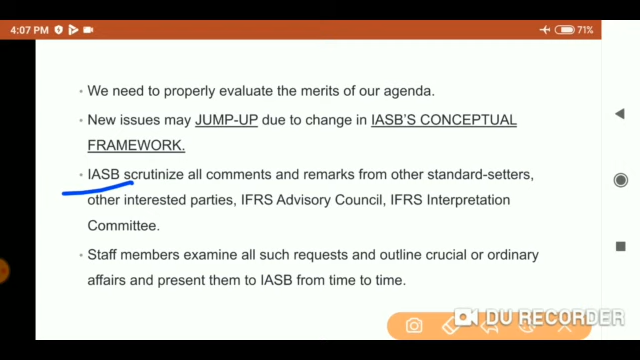 4:07 PM
71%
• We need to properly evaluate the merits of our agenda.
• New issues may JUMP-UP due to change in IASB'S CONCEPTUAL
FRAMEWORK.
• IASB scrutinize all comments and remarks from other standard-setters,
other interested parties, IFRS Advisory Council, IFRS Interpretation
Committee.
• Staff members examine all such requests and outline crucial or ordinary
affairs and present them to IASB from time to time.
DU RECORDER